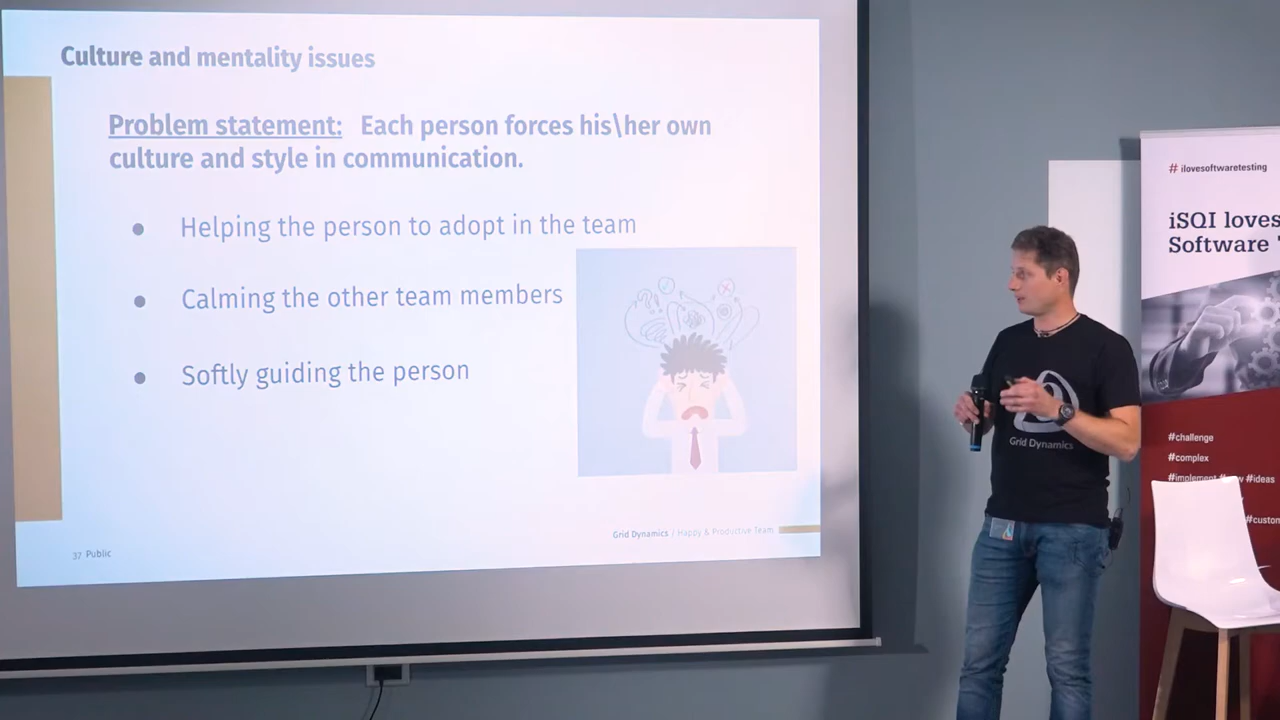 Culture and mentality issues
Problem statement: Each person forces his\her own
culture and style in communication.
● Helping the person to adopt in the team
● Calming the other team members
● Softly guiding the person
Grid Dynamics / Happy & Productive Team
37 Public
Grid Dynamics
# ilovesoftwaretesting
iSQI loves
Software
#challenge
#complex
#implement #ideas
#custom